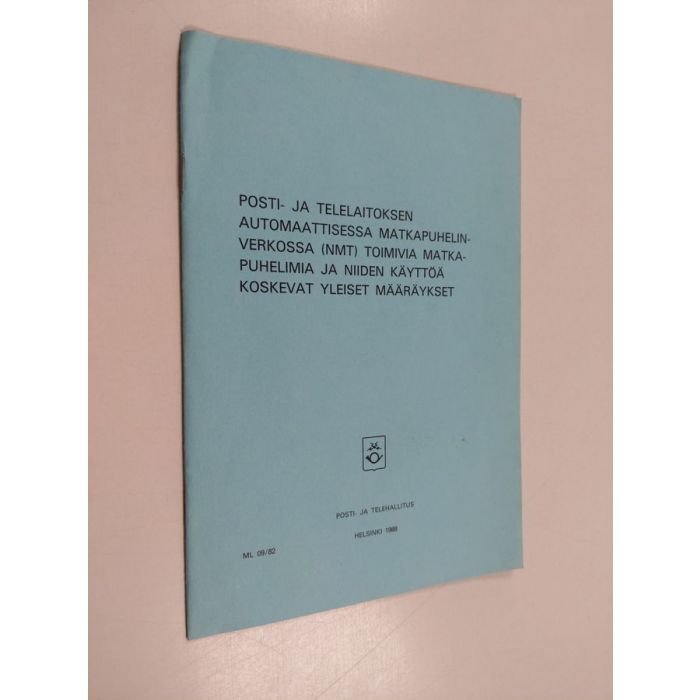 POSTI- JA TELELAITOKSEN
AUTOMAATTISESSA MATKAPUHELIN-
VERKOSSA (NMT) TOIMIVIA MATKA-
PUHELIMIA JA NIIDEN KÄYTTÖÄ
KOSKEVAT YLEISET MÄÄRÄYKSET
POSTI- JA TELEHALLITUS
HELSINKI 1988
ML 09/82